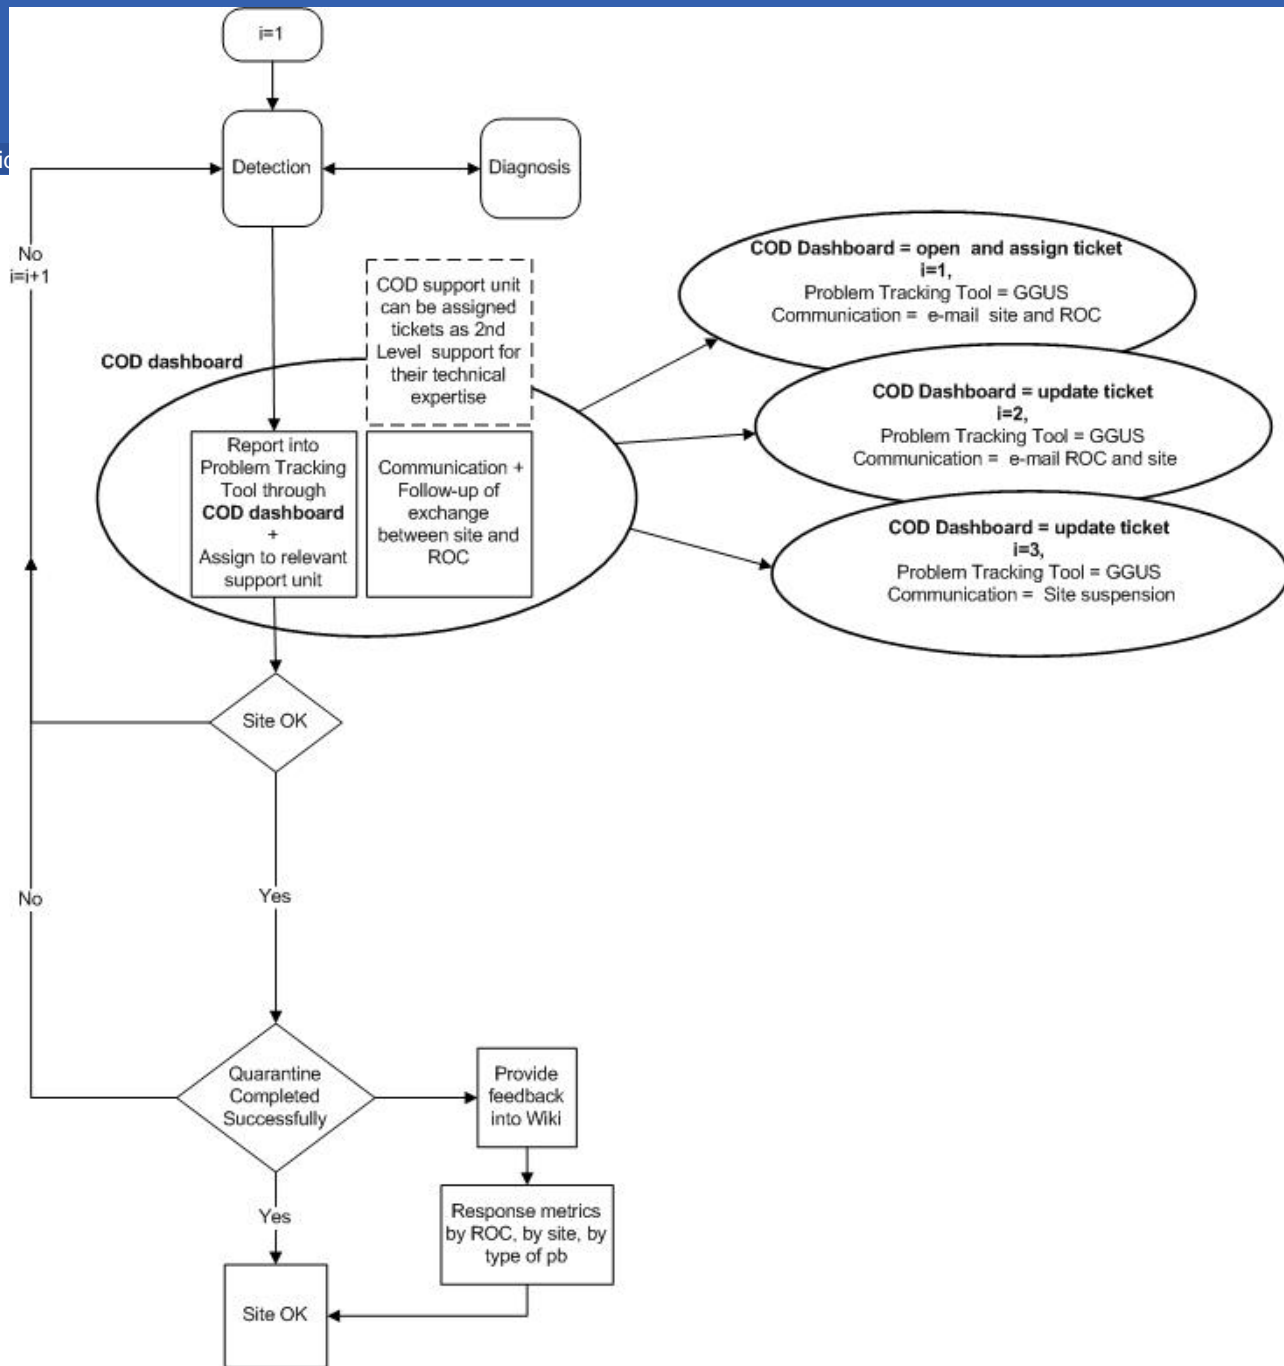 i=1
Detection
Diagnosis
No
i=i+1
COD Dashboard = open and assign ticket
i=1,
Problem Tracking Tool = GGUS
Communication = e-mail site and ROC
COD support unit
can be assigned
tickets as 2nd
Level support for
their technical
expertise
COD dashboard
COD Dashboard = update ticket
i=2,
Problem Tracking Tool = GGUS
Communication = e-mail ROC and site
Report into
Problem Tracking
Tool through
COD dashboard
+
Assign to relevant
support unit
Communication +
Follow-up of
exchange
between site and
ROC
COD Dashboard = update ticket
i=3,
Problem Tracking Tool = GGUS
Communication = Site suspension
Site OK
No
Yes
Quarantine
Completed
Successfully
Provide
feedback
into Wiki
Yes
Response metrics
by ROC, by site, by
type of pb
Site OK